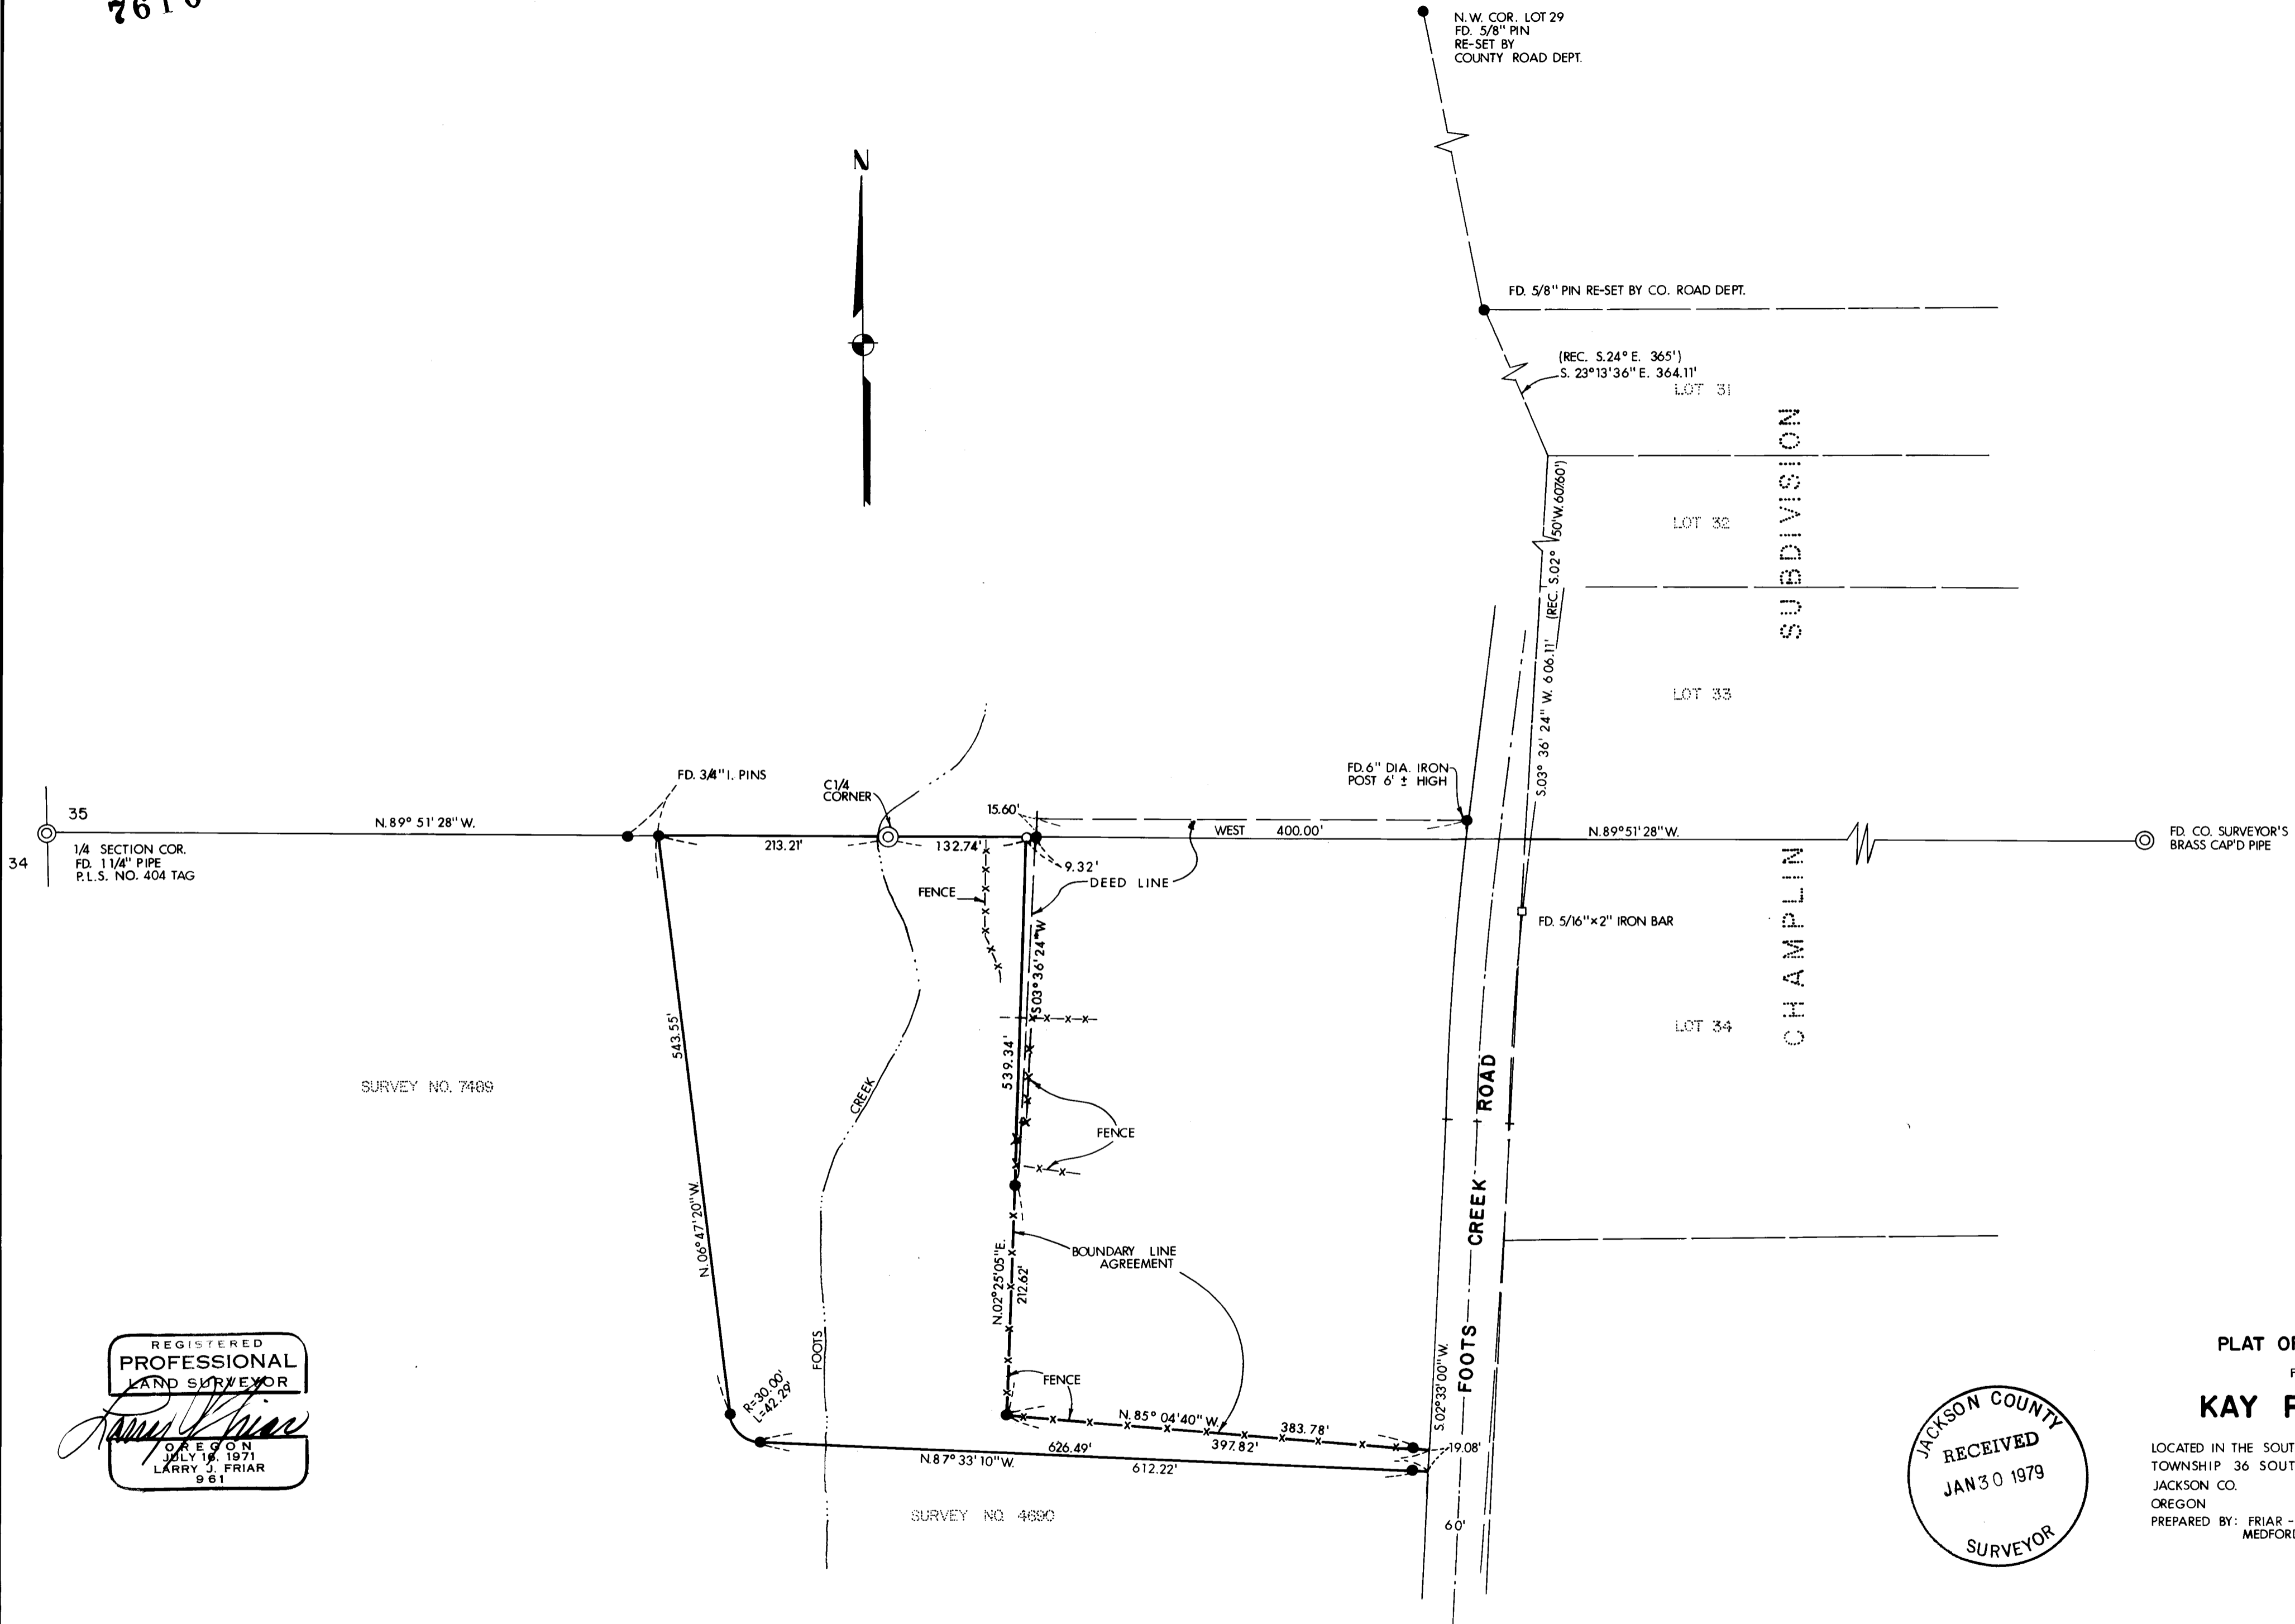 N.W. COR. LOT 29
FD. 5/8" PIN
RE-SET BY
COUNTY ROAD DEPT.
N
FD. 5/8" PIN RE-SET BY CO. ROAD DEPT.
(REC. S.24° E. 365')
S. 23°13'36" E. 364.11'
LOT 31
SUBDIVISION
LOT 32
(REC. S.02° 50'W. 607.60')
S.03° 36' 24" W. 606.11'
LOT 33
FD. 3/4" I. PINS
C 1/4
CORNER
FD. 6" DIA. IRON
POST 6' ± HIGH
35
34
1/4 SECTION COR.
FD. 1 1/4" PIPE
P.L.S. NO. 404 TAG
N. 89° 51' 28" W.
213.21'
132.74'
15.60'
9.32'
WEST 400.00'
N. 89° 51' 28" W.
FD. CO. SURVEYOR'S
BRASS CAP'D PIPE
DEED LINE
FENCE
S.03° 36' 24" W
FD. 5/16" x 2" IRON BAR
CHAMPLIN
LOT 34
543.55'
539.34'
SURVEY NO. 7489
CREEK
FENCE
ROAD
N. 06° 47' 20" W.
N. 02° 25' 05" E.
212.62'
BOUNDARY LINE
AGREEMENT
CREEK
FOOTS
FOOTS
S. 02° 33' 00" W.
R=30.00'
L=42.29'
FENCE
N. 85° 04' 40" W.
383.78'
397.82'
19.08'
626.49'
N. 87° 33' 10" W.
612.22'
SURVEY NO. 4690
60'
REGISTERED
PROFESSIONAL
LAND SURVEYOR
Larry J Friar
OREGON
JULY 16, 1971
LARRY J. FRIAR
961
JACKSON COUNTY
RECEIVED
JAN 30 1979
SURVEYOR
PLAT
KAY
LOCATED IN THE
TOWNSHIP 36
JACKSON CO.
OREGON
PREPARED BY: FRIAR -